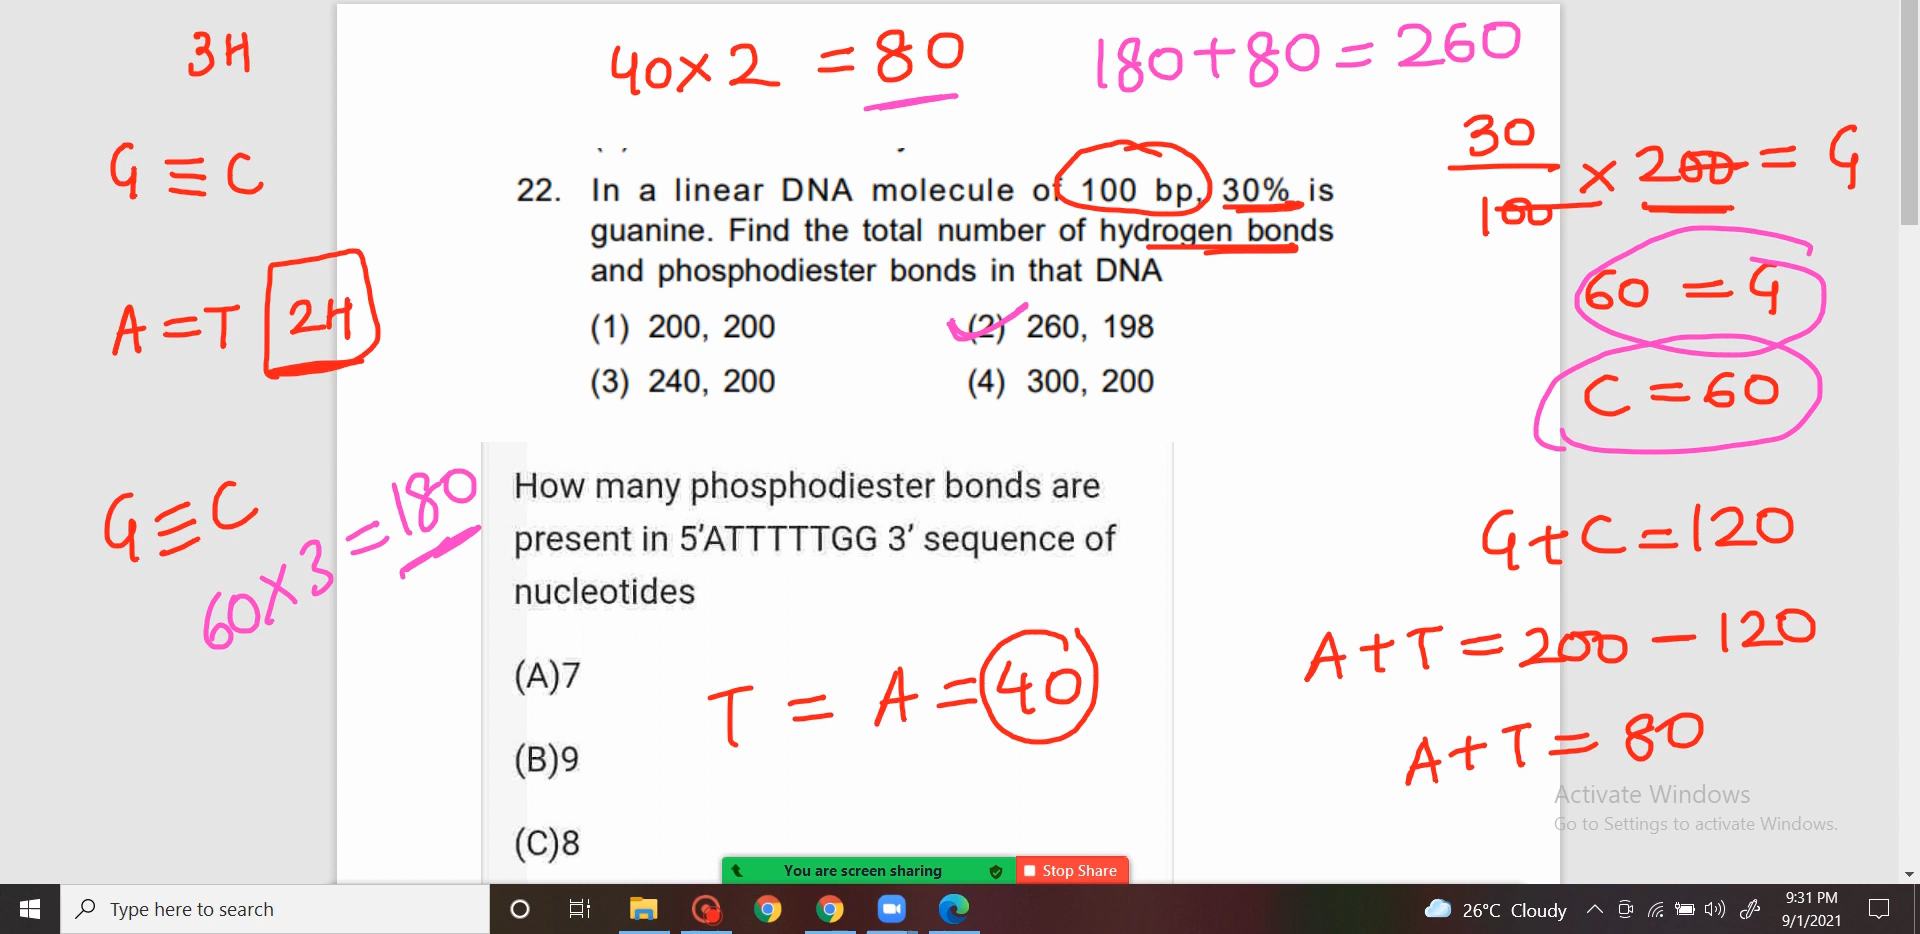 3H
40×2 = 80
180+80=260
G≡C
30/100 × 200 = G
22. In a linear DNA molecule of 100 bp, 30% is
guanine. Find the total number of hydrogen bonds
and phosphodiester bonds in that DNA
A=T 2H
60 = G
(1) 200, 200 (2) 260, 198
(3) 240, 200 (4) 300, 200
C = 60
G≡C
60×3 = 180
How many phosphodiester bonds are
present in 5'ATTTTTGG 3' sequence of
nucleotides
G+C=120
A+T=200-120
(A)7
T = A = 40
A+T= 80
(B)9
(C)8
Activate Windows
Go to Settings to activate Windows.
You are screen sharing Stop Share
Type here to search
26°C Cloudy
9:31 PM
9/1/2021